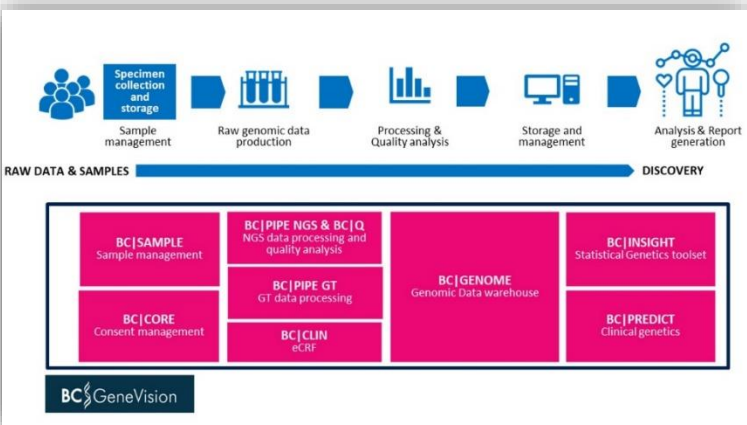 Specimen
collection
and
storage
Sample
management
Raw genomic data
production
Processing &
Quality analysis
Storage and
management
Analysis & Report
generation
RAW DATA & SAMPLES
DISCOVERY
BC|SAMPLE
Sample management
BC|CORE
Consent management
BC|PIPE NGS & BC|Q
NGS data processing and
quality analysis
BC|PIPE GT
GT data processing
BC|CLIN
eCRF
BC|GENOME
Genomic Data warehouse
BC|INSIGHT
Statistical Genetics toolset
BC|PREDICT
Clinical genetics
BC GeneVision